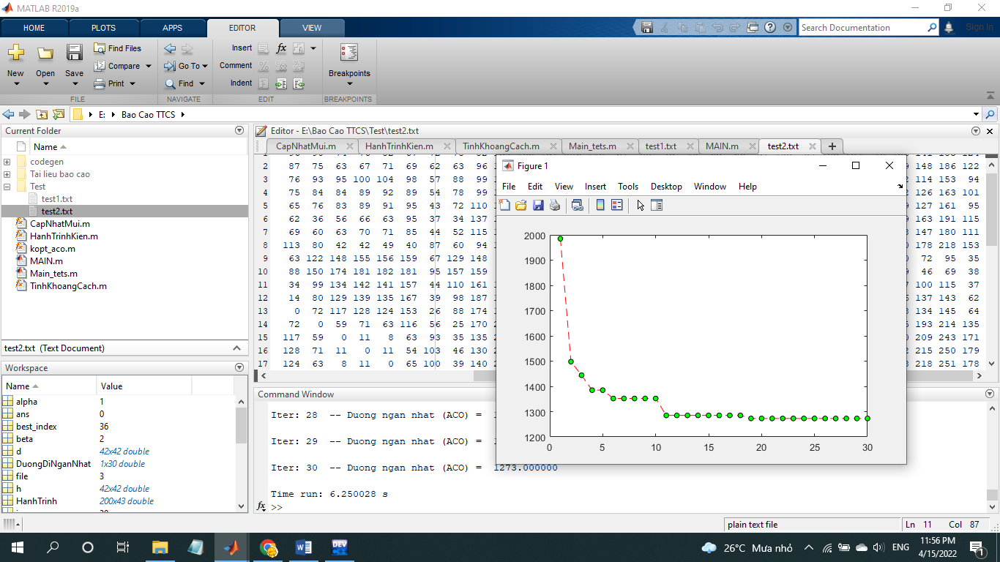 MATLAB R2019a
HOME PLOTS APPS EDITOR VIEW
Search Documentation
Sign In
New
Open
Save
Find Files
Compare
Print
FILE
Go To
Find
NAVIGATE
Insert
fx
Comment
Indent
EDIT
Breakpoints
BREAKPOINTS
E: Bao Cao TTCS
Current Folder
Name
codegen
Tai lieu bao cao
Test
test1.txt
test2.txt
CapNhatMui.m
HanhTrinhKien.m
kopt_aco.m
MAIN.m
Main_tets.m
TinhKhoangCach.m
test2.txt (Text Document)
Workspace
Name Value
alpha 1
ans 0
best_index 36
beta 2
d 42x42 double
DuongDiNganNhat 1x30 double
file 3
h 42x42 double
HanhTrinh 200x43 double
Editor - E:\Bao Cao TTCS\Test\test2.txt
CapNhatMui.m HanhTrinhKien.m TinhKhoangCach.m Main_tets.m test1.txt MAIN.m test2.txt
2 87 75 63 67 71 69 62 63 96 148 186 122
3 76 93 95 100 104 98 57 88 99 114 153 94
4 75 84 84 89 92 89 54 78 99 126 163 101
5 65 76 83 89 91 95 43 72 110 127 161 95
6 62 36 56 66 63 95 37 34 137 163 191 115
7 69 60 63 70 71 85 44 52 115 147 180 111
8 113 80 42 42 49 40 87 60 94 178 218 153
9 63 122 148 155 156 159 67 129 148 72 95 35
10 88 150 174 181 182 181 95 157 159 46 69 38
11 34 99 134 142 141 157 44 110 161 100 115 37
12 14 80 129 139 135 167 39 98 187 137 143 62
13 0 72 117 128 124 153 26 88 174 134 145 64
14 72 0 59 71 63 116 56 25 170 193 214 135
15 117 59 0 11 8 63 93 35 135 209 243 171
16 128 71 11 0 11 54 103 46 130 215 250 179
17 124 63 8 11 0 65 100 39 140 218 251 178
Figure 1
File Edit View Insert Tools Desktop Window Help
2000
1900
1800
1700
1600
1500
1400
1300
1200
0 5 10 15 20 25 30
Command Window
Iter: 28 -- Duong ngan nhat (ACO) =
Iter: 29 -- Duong ngan nhat (ACO) =
Iter: 30 -- Duong ngan nhat (ACO) = 1273.000000
Time run: 6.250028 s
fx >>
plain text file
Ln 11 Col 87
DEV
26°C Mưa nhỏ
ENG
11:56 PM
4/15/2022
1